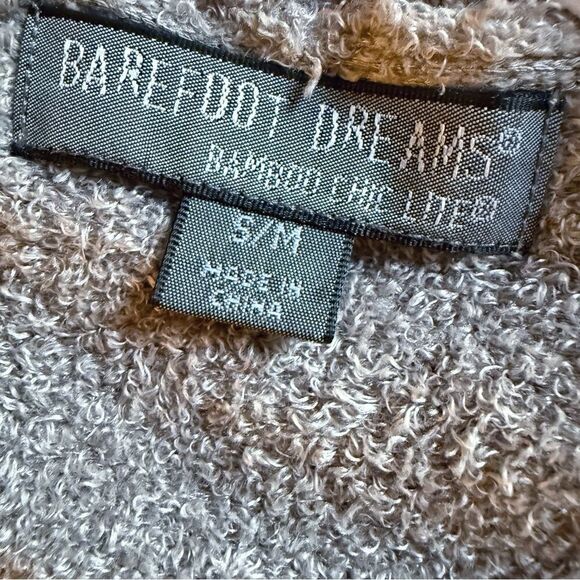 BAREFOOT DREAMS®
BAMBOO CHIC LITE®
S/M
MADE IN
CHINA